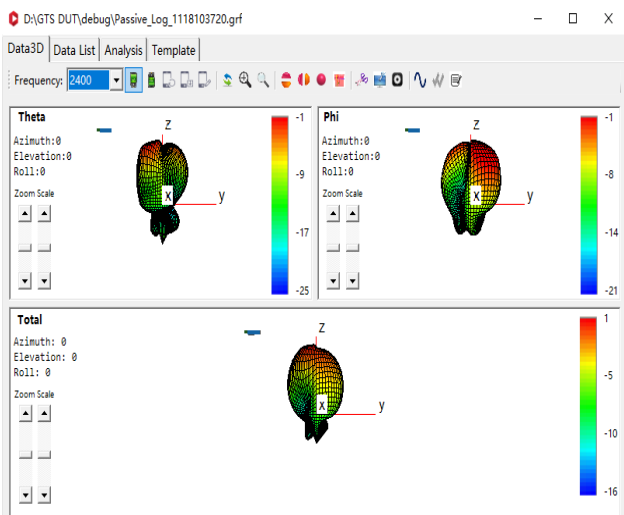 D:\GTS DUT\debug\Passive_Log_1118103720.grf
Data3D Data List Analysis Template
Frequency: 2400
Theta
Azimuth:0
Elevation:0
Roll:0
Zoom Scale
z
x
y
-1
-9
-17
-25
Phi
Azimuth:0
Elevation:0
Roll:0
Zoom Scale
z
x
y
-1
-8
-14
-21
Total
Azimuth: 0
Elevation: 0
Roll: 0
Zoom Scale
z
x
y
1
-5
-10
-16